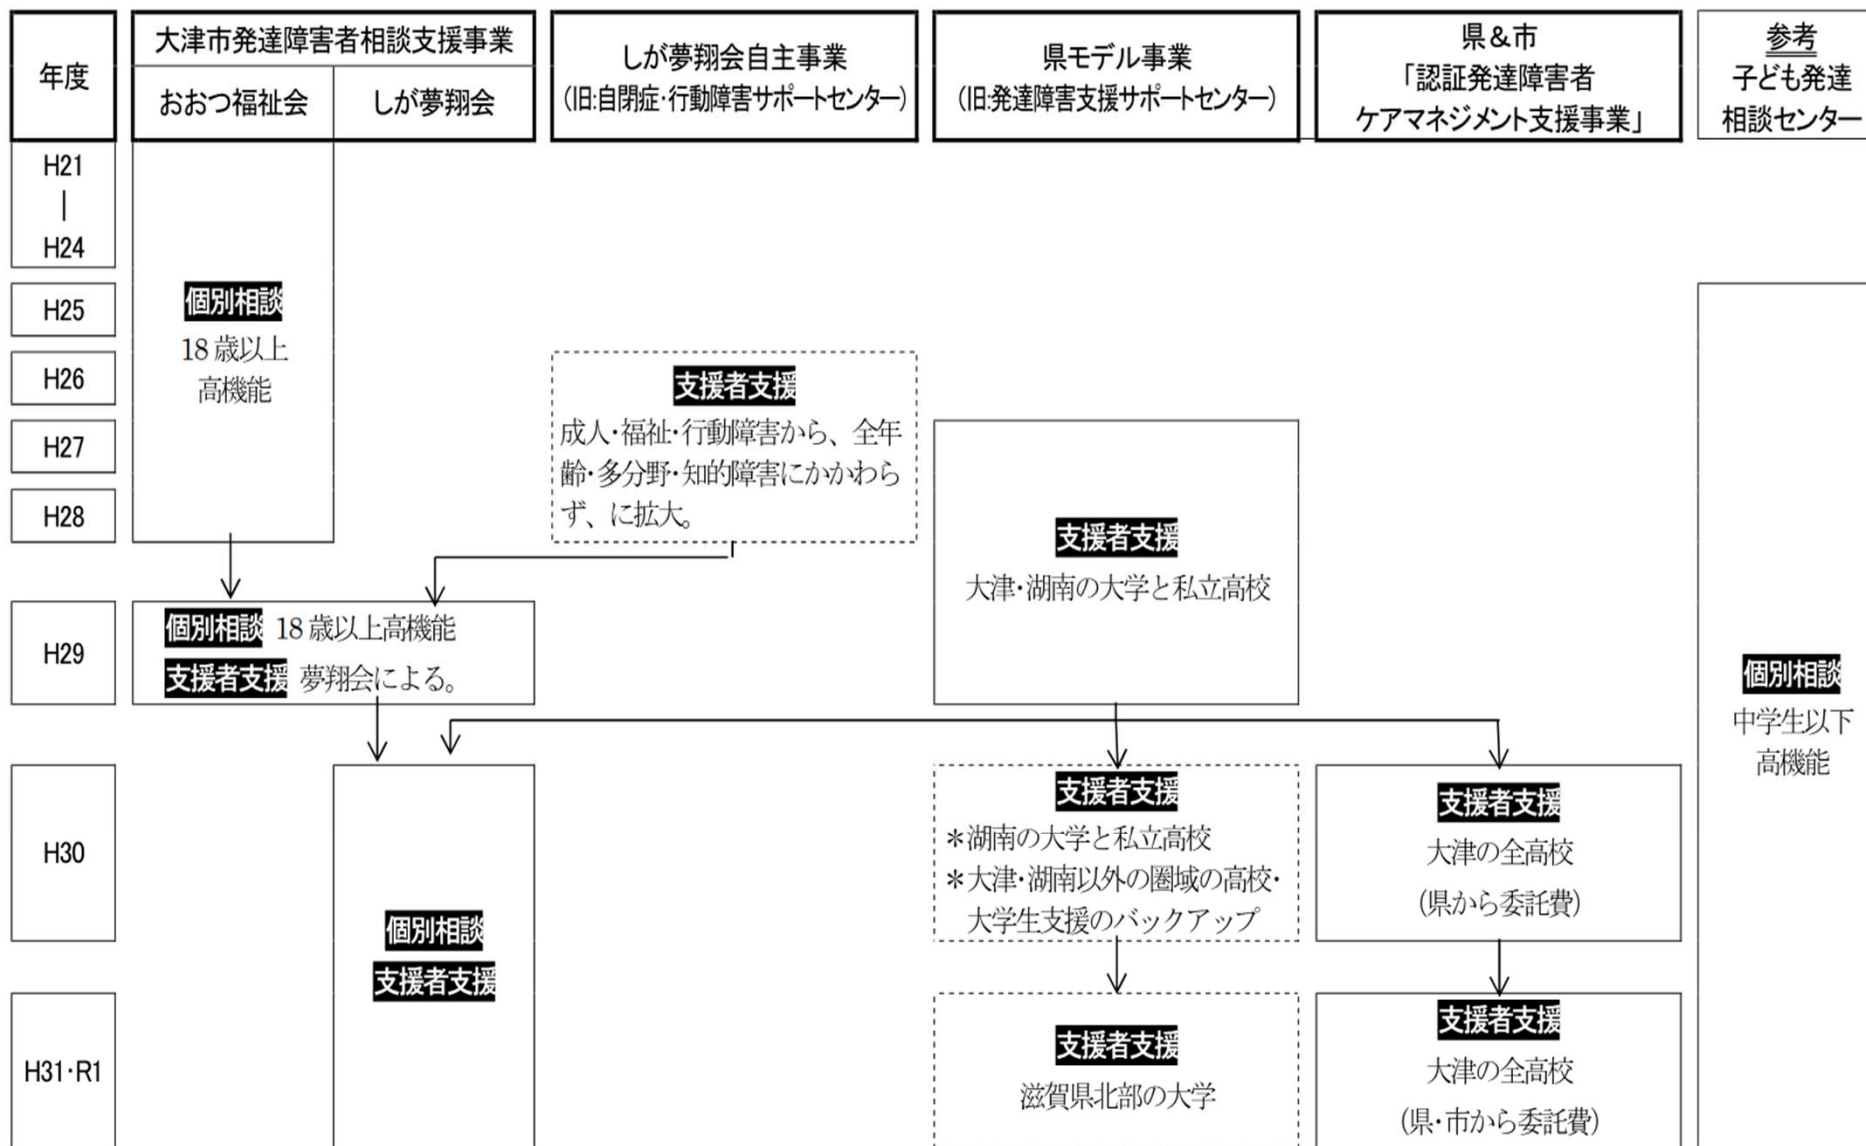 年度
大津市発達障害者相談支援事業
おおつ福祉会
しが夢翔会
しが夢翔会自主事業
(旧:自閉症・行動障害サポートセンター)
県モデル事業
(旧:発達障害支援サポートセンター)
県&市
「認証発達障害者
ケアマネジメント支援事業」
参考
子ども発達
相談センター
H21
|
H24
H25
H26
H27
H28
H29
H30
H31・R1
個別相談
18歳以上
高機能
支援者支援
成人・福祉・行動障害から、全年
齢・多分野・知的障害にかかわら
ず、に拡大。
支援者支援
大津・湖南の大学と私立高校
個別相談 18歳以上高機能
支援者支援 夢翔会による。
個別相談
支援者支援
支援者支援
*湖南の大学と私立高校
*大津・湖南以外の圏域の高校・
大学生支援のバックアップ
支援者支援
大津の全高校
(県から委託費)
支援者支援
滋賀県北部の大学
支援者支援
大津の全高校
(県・市から委託費)
個別相談
中学生以下
高機能